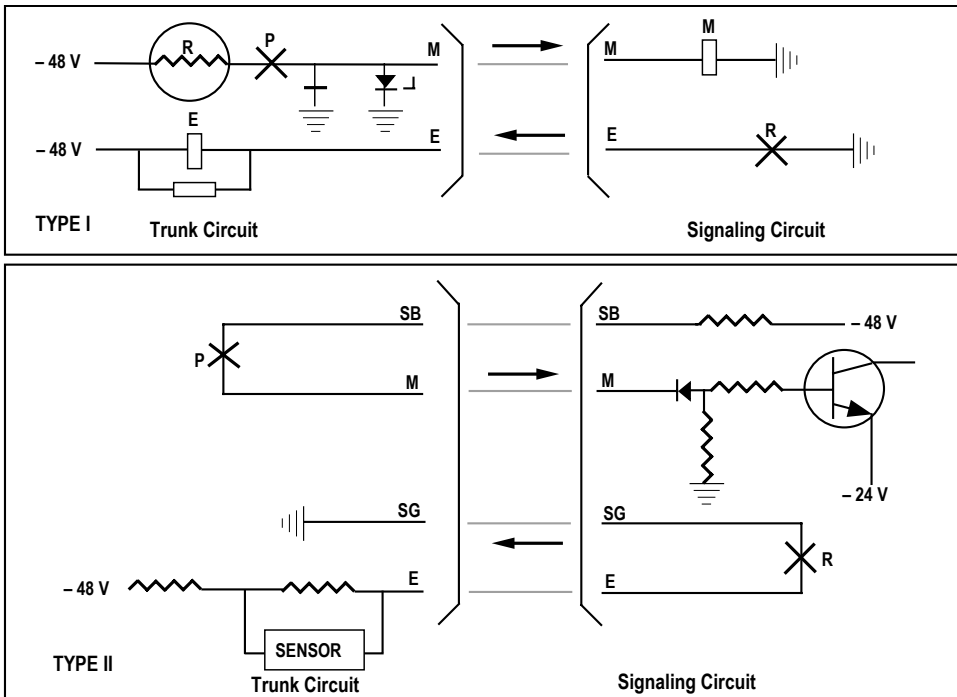 R P M M
– 48 V
E E E R
– 48 V
TYPE I Trunk Circuit Signaling Circuit
SB SB – 48 V
P M M
– 24 V
SG SG
R
– 48 V E E
SENSOR
TYPE II Trunk Circuit Signaling Circuit